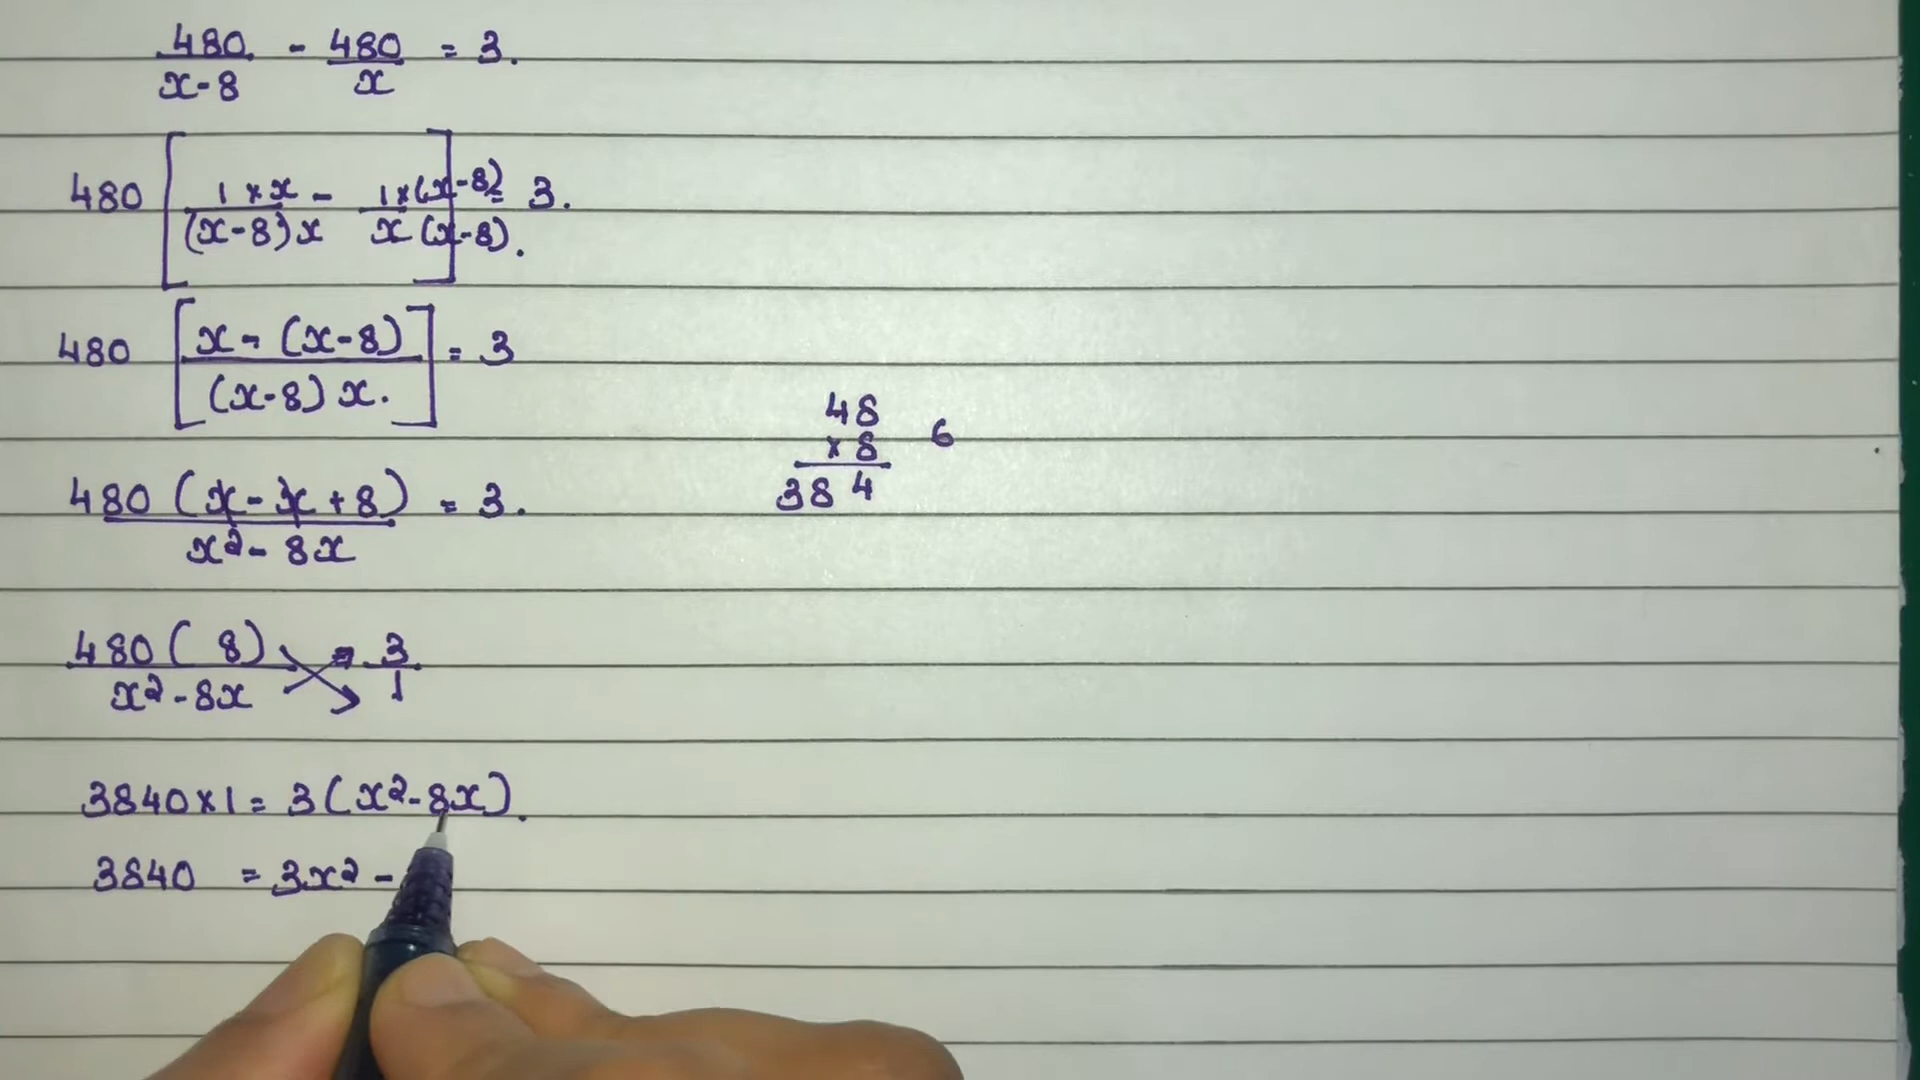 480/(x-8) - 480/x = 3.
480 [ (1×x)/((x-8)x) - (1×(x-8))/(x(x-8)) ] = 3.
480 [ (x-(x-8))/((x-8)x.) ] = 3
480(x-x+8)/(x²-8x) = 3.
480( 8)/(x²-8x) = 3/1
3840×1 = 3(x²-8x).
3840 = 3x² -
48
×8 6
384